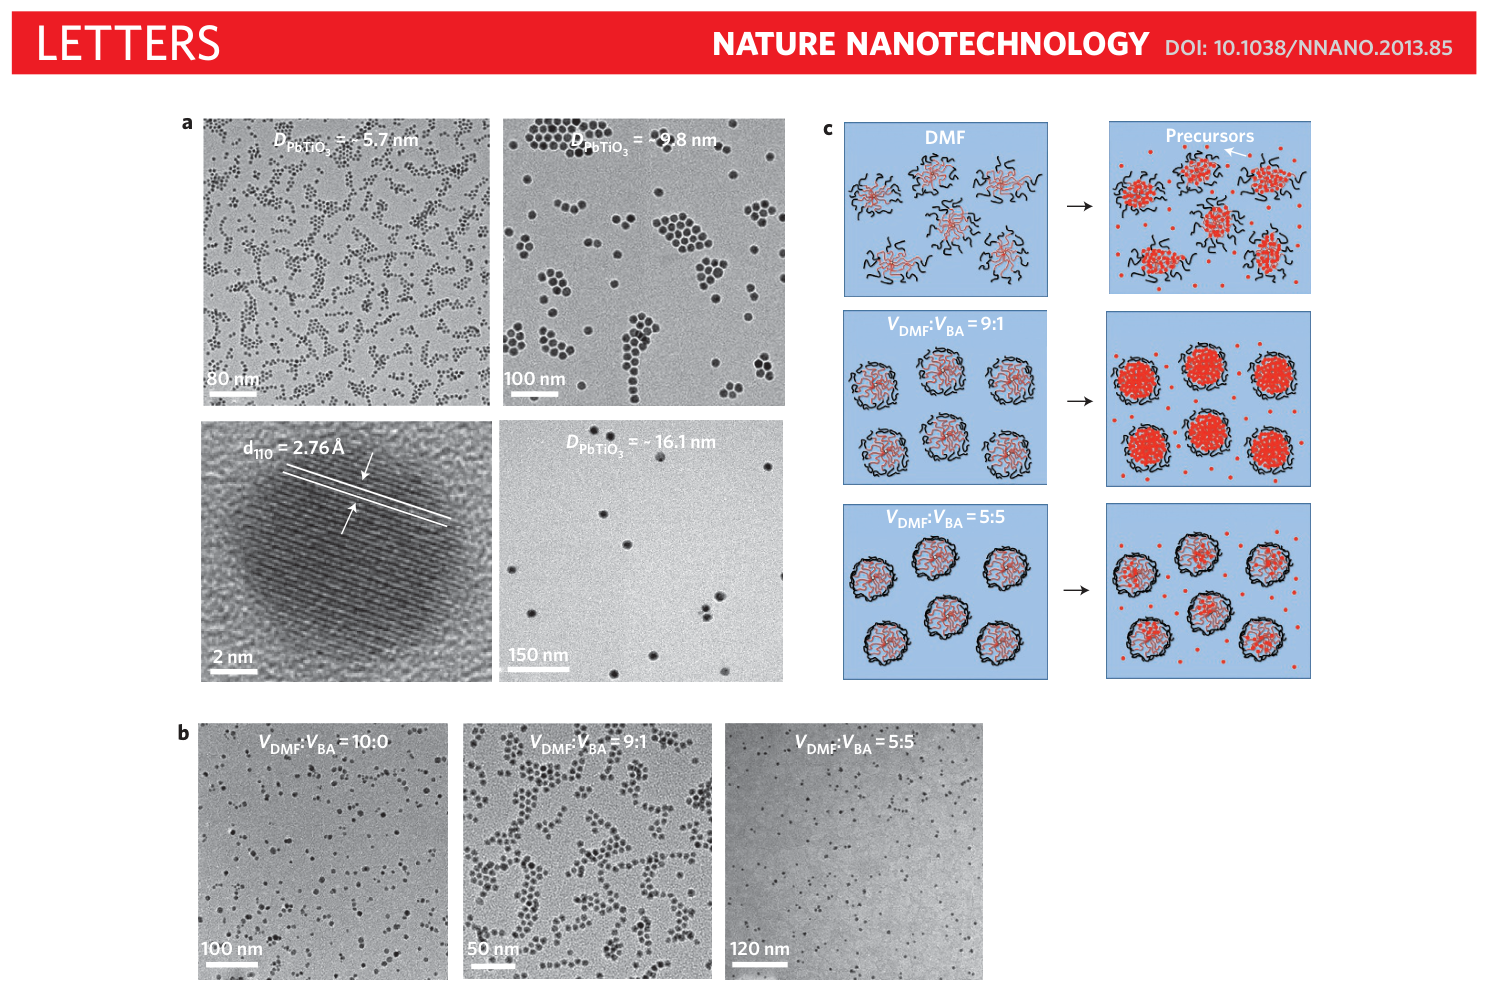 LETTERS
NATURE NANOTECHNOLOGY DOI: 10.1038/NNANO.2013.85
a
D_PbTiO₃ = ~ 5.7 nm
80 nm
D_PbTiO₃ = ~ 9.8 nm
100 nm
d₁₁₀ = 2.76 Å
2 nm
D_PbTiO₃ = ~ 16.1 nm
150 nm
c
DMF
Precursors
V_DMF:V_BA = 9:1
V_DMF:V_BA = 5:5
b
V_DMF:V_BA = 10:0
100 nm
V_DMF:V_BA = 9:1
50 nm
V_DMF:V_BA = 5:5
120 nm